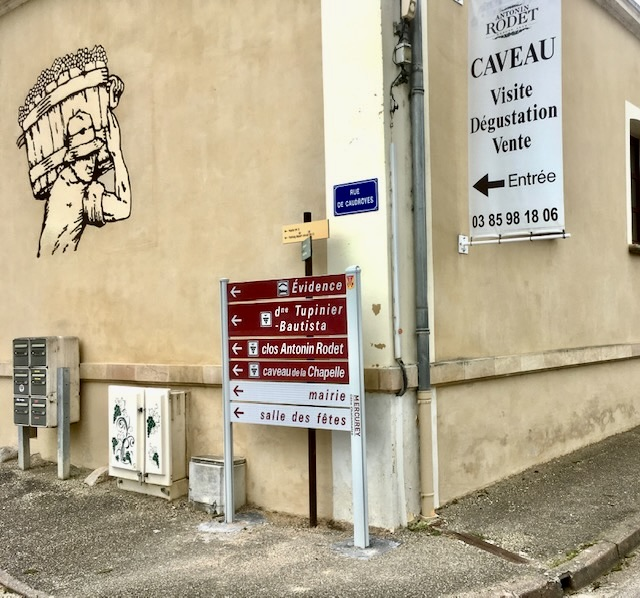 ANTONIN
RODET
CAVEAU
Visite
Dégustation
Vente
Entrée
03 85 98 18 06
RUE
DE CAUDROYES
Évidence
dne Tupinier
-Bautista
clos Antonin Rodet
caveau de la Chapelle
mairie
salle des fêtes
MERCUREY